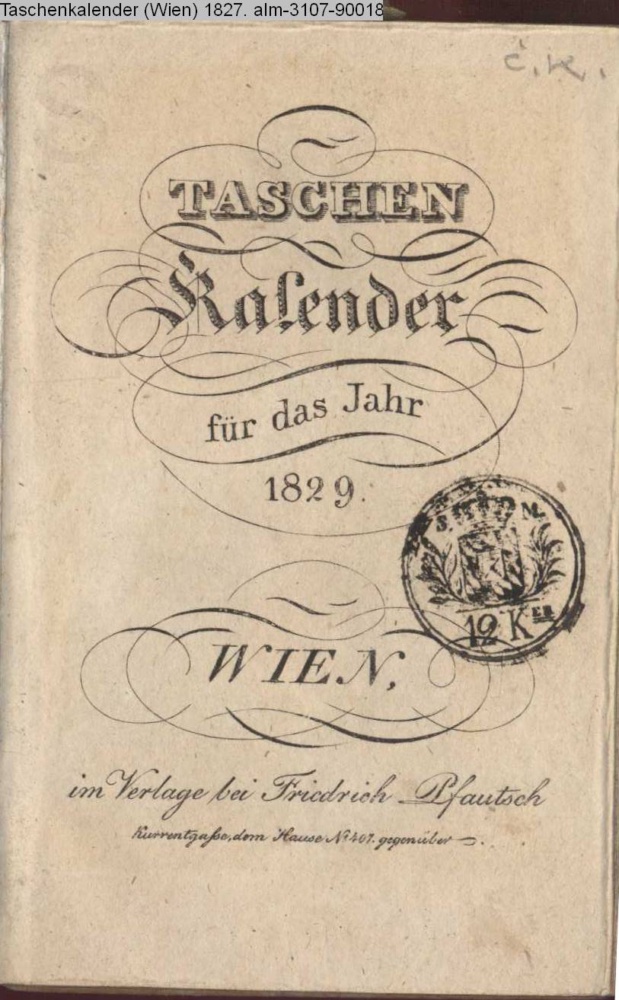 Taschenkalender (Wien) 1827. alm-3107-90018
č.K.
TASCHEN
Kalender
für das Jahr
1829.
J. M.
12 KER
WIEN,
im Verlage bei Friedrich Pfautsch
Kurrentgaſse, dem Hause No 407. gegenüber